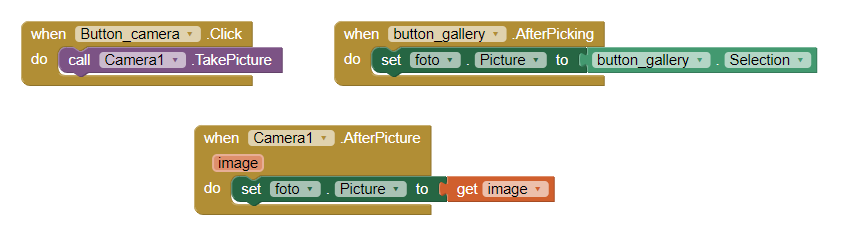 when Button_camera .Click
do call Camera1 .TakePicture
when button_gallery .AfterPicking
do set foto . Picture to button_gallery . Selection
when Camera1 .AfterPicture
image
do set foto . Picture to get image